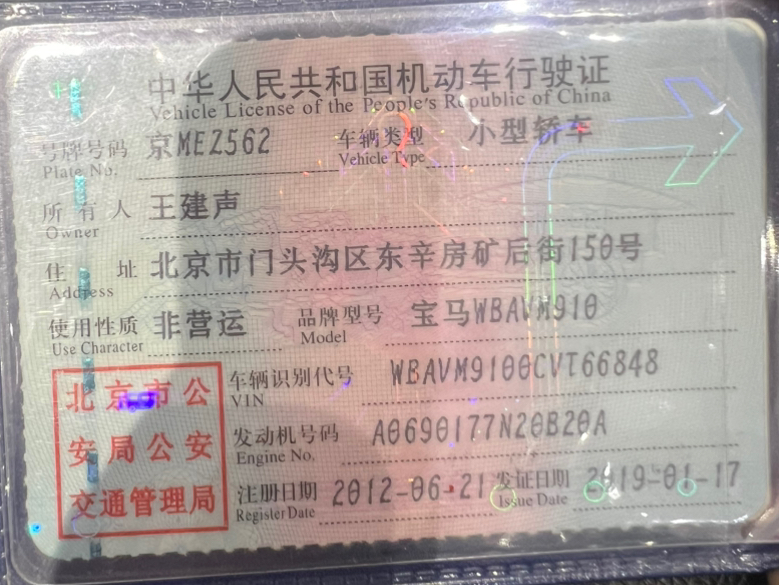 中华人民共和国机动车行驶证
Vehicle License of the People's Republic of China
号牌号码 京MEZ562 车辆类型 小型轿车
Plate No. Vehicle Type
所有人 王建声
Owner
住址 北京市门头沟区东辛房矿后街150号
Address
使用性质 非营运 品牌型号 宝马WBAVM910
Use Character Model
北京市公 车辆识别代号 WBAVM9100CVT66848
VIN
安局公安 发动机号码 A0690177N20B20A
Engine No.
交通管理局 注册日期 2012-06-21 发证日期 2019-01-17
Register Date Issue Date